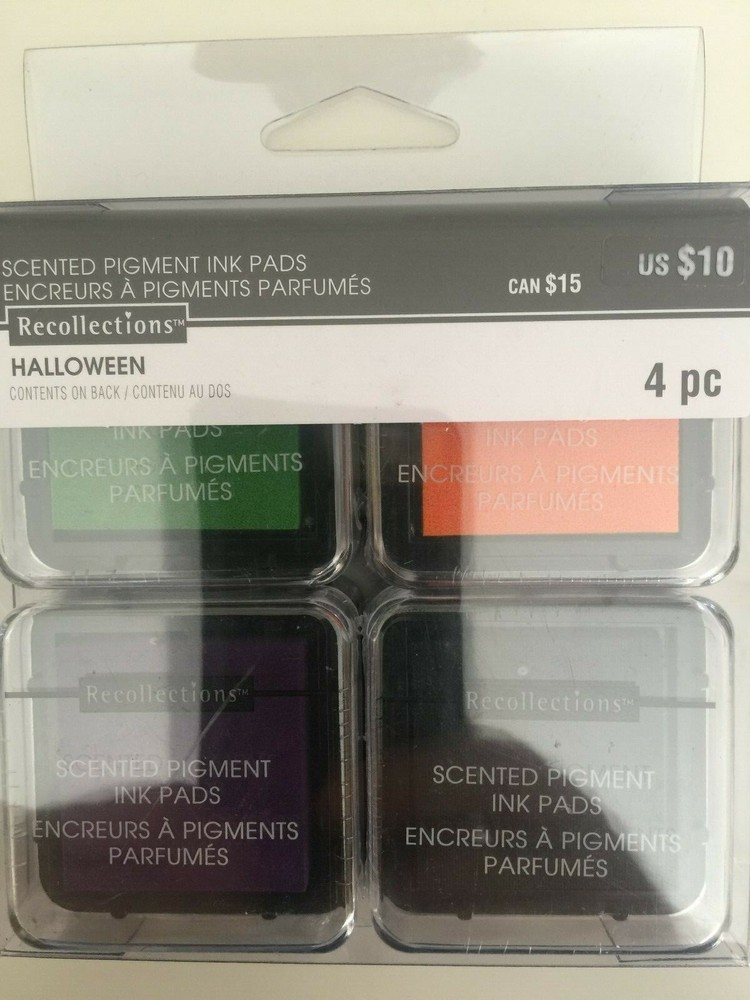 SCENTED PIGMENT INK PADS
ENCREURS À PIGMENTS PARFUMÉS
CAN $15
US $10
Recollections™
HALLOWEEN
CONTENTS ON BACK / CONTENU AU DOS
4 pc
INK PADS
ENCREURS À PIGMENTS
PARFUMÉS
INK PADS
ENCREURS À PIGMENTS
PARFUMÉS
Recollections™
SCENTED PIGMENT
INK PADS
ENCREURS À PIGMENTS
PARFUMÉS
Recollections™
SCENTED PIGMENT
INK PADS
ENCREURS À PIGMENTS
PARFUMÉS